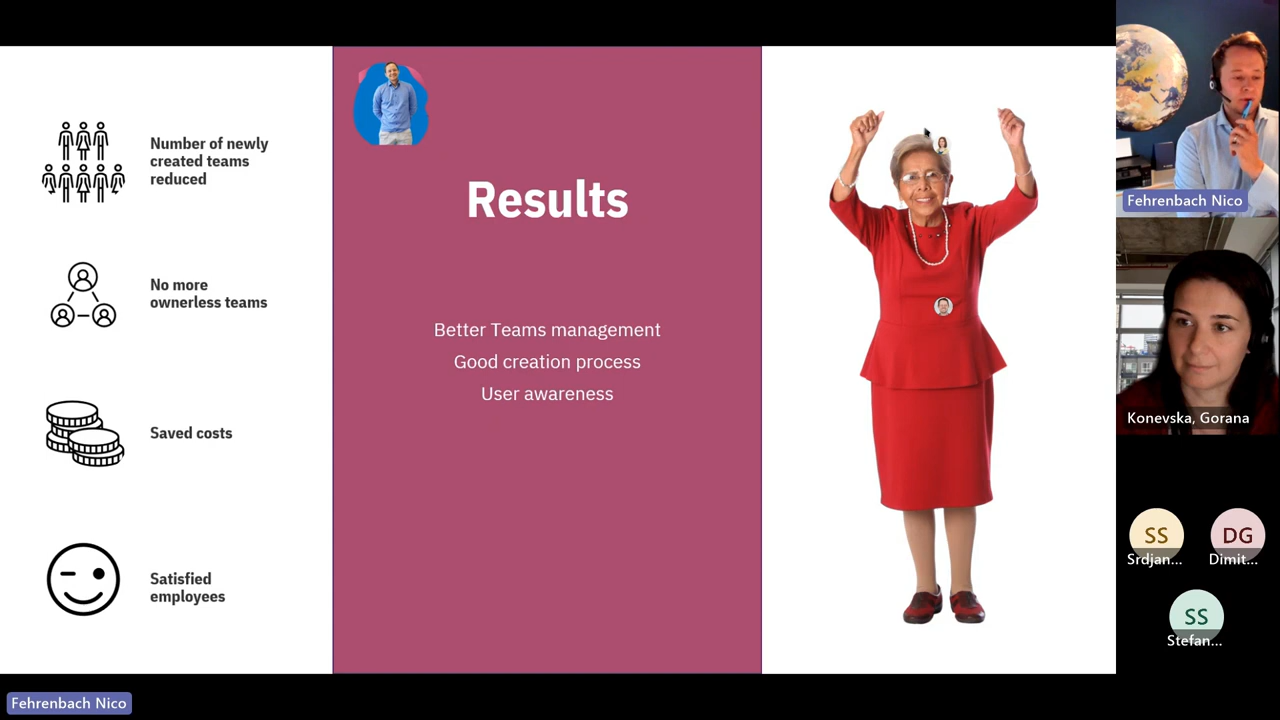 Number of newly
created teams
reduced
No more
ownerless teams
Saved costs
Satisfied
employees
Results
Better Teams management
Good creation process
User awareness
Fehrenbach Nico
Konevska, Gorana
SS
Srdjan...
DG
Dimit...
SS
Stefan...
Fehrenbach Nico